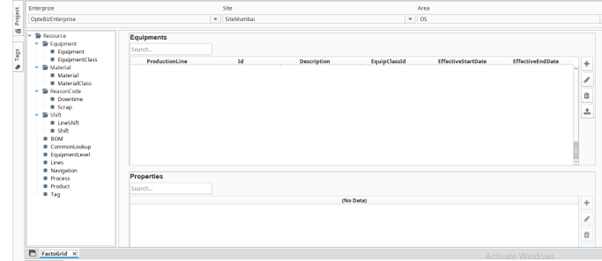 Project
Tags
Enterprize Site Area
OpteBizEnterprise SiteMumbai OS
Resource
Equipment
Equipment
EquipmentClass
Material
Material
MaterialClass
ReasonCode
Downtime
Scrap
Shift
LineShift
Shift
BOM
CommonLookup
EquipmentLevel
Lines
Navigation
Process
Product
Tag
Equipments
Search...
ProductionLine Id Description EquipClassId EffectiveStartDate EffectiveEndDate
Properties
Search...
(No Data)
FactoGrid
Activate Windows